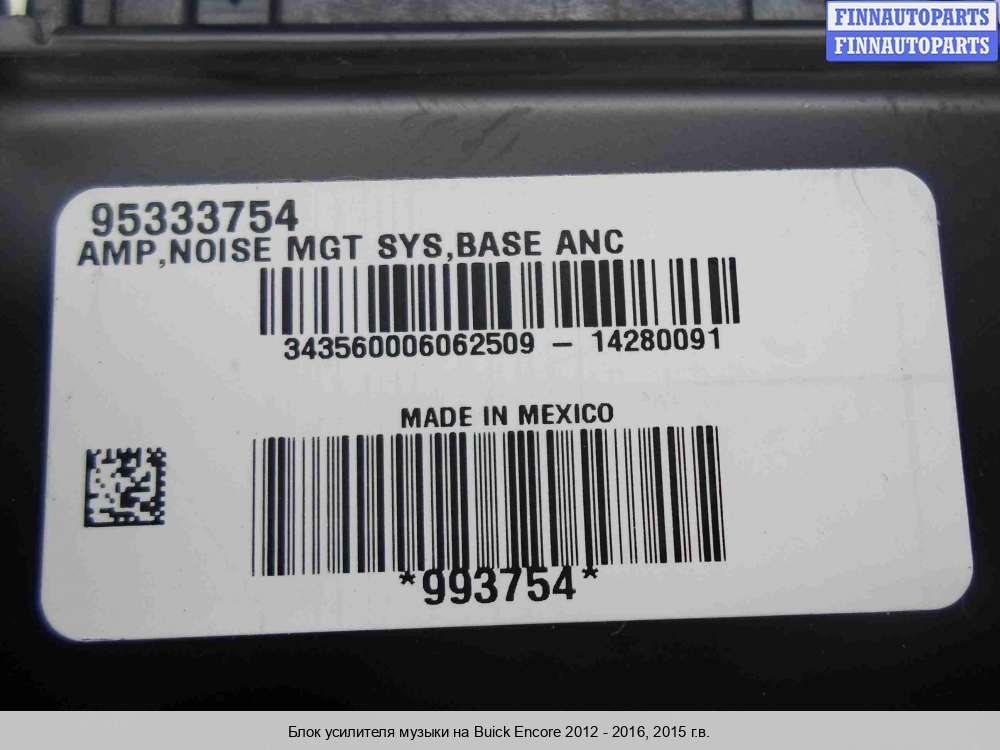 FINNAUTOPARTS
FINNAUTOPARTS
95333754
AMP,NOISE MGT SYS,BASE ANC
343560006062509 – 14280091
MADE IN MEXICO
*993754*
Блок усилителя музыки на Buick Encore 2012 - 2016, 2015 г.в.